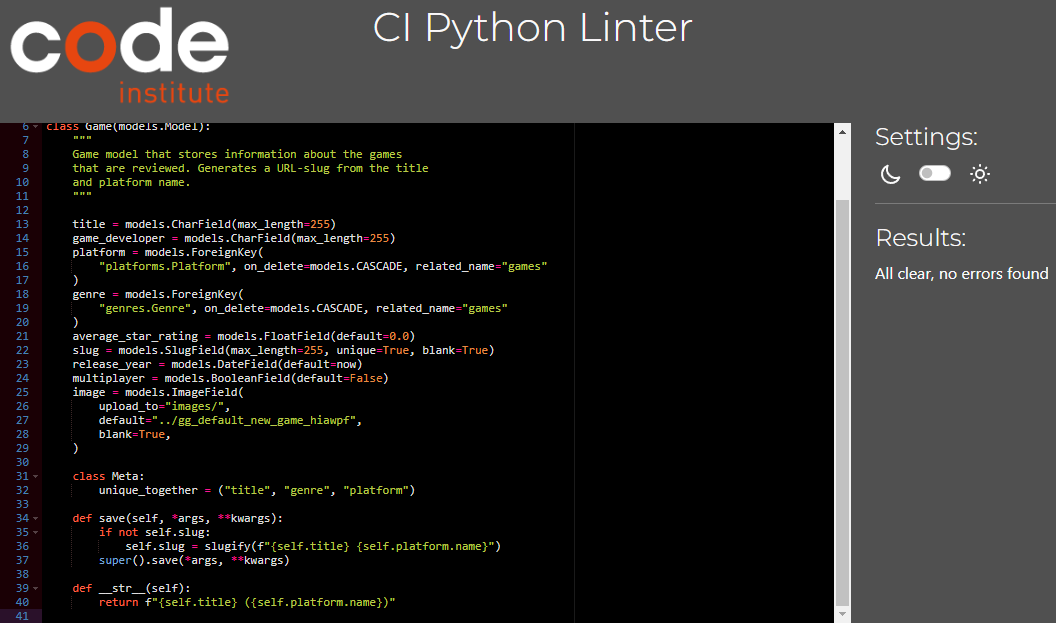 code
institute
CI Python Linter
6 class Game(models.Model):
7 """
8 Game model that stores information about the games
9 that are reviewed. Generates a URL-slug from the title
10 and platform name.
11 """
12
13 title = models.CharField(max_length=255)
14 game_developer = models.CharField(max_length=255)
15 platform = models.ForeignKey(
16 "platforms.Platform", on_delete=models.CASCADE, related_name="games"
17 )
18 genre = models.ForeignKey(
19 "genres.Genre", on_delete=models.CASCADE, related_name="games"
20 )
21 average_star_rating = models.FloatField(default=0.0)
22 slug = models.SlugField(max_length=255, unique=True, blank=True)
23 release_year = models.DateField(default=now)
24 multiplayer = models.BooleanField(default=False)
25 image = models.ImageField(
26 upload_to="images/",
27 default="../gg_default_new_game_hiawpf",
28 blank=True,
29 )
30
31 class Meta:
32 unique_together = ("title", "genre", "platform")
33
34 def save(self, *args, **kwargs):
35 if not self.slug:
36 self.slug = slugify(f"{self.title} {self.platform.name}")
37 super().save(*args, **kwargs)
38
39 def __str__(self):
40 return f"{self.title} ({self.platform.name})"
41
Settings:
Results:
All clear, no errors found